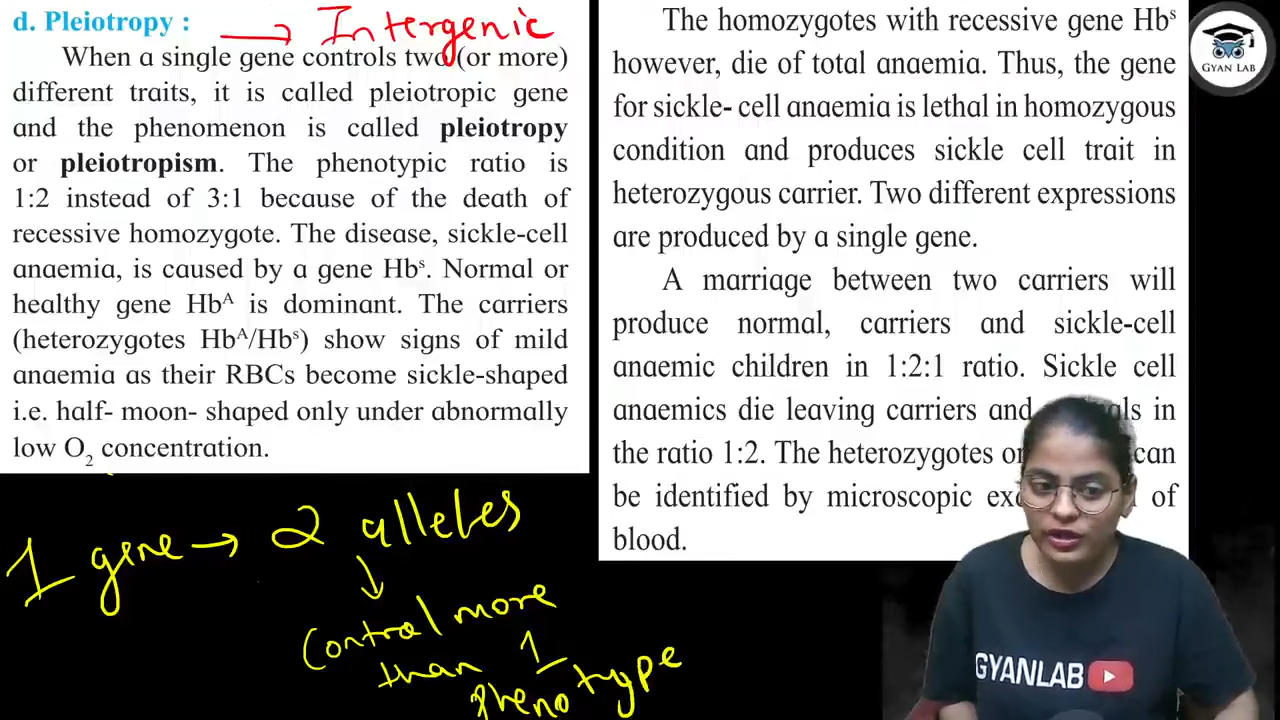 d. Pleiotropy :
→ Intergenic
When a single gene controls two (or more)
different traits, it is called pleiotropic gene
and the phenomenon is called pleiotropy
or pleiotropism. The phenotypic ratio is
1:2 instead of 3:1 because of the death of
recessive homozygote. The disease, sickle-cell
anaemia, is caused by a gene Hbˢ. Normal or
healthy gene Hbᴬ is dominant. The carriers
(heterozygotes Hbᴬ/Hbˢ) show signs of mild
anaemia as their RBCs become sickle-shaped
i.e. half- moon- shaped only under abnormally
low O₂ concentration.
1 gene → 2 alleles
↓
Control more
than 1
Phenotype
The homozygotes with recessive gene Hbˢ
however, die of total anaemia. Thus, the gene
for sickle- cell anaemia is lethal in homozygous
condition and produces sickle cell trait in
heterozygous carrier. Two different expressions
are produced by a single gene.
A marriage between two carriers will
produce normal, carriers and sickle-cell
anaemic children in 1:2:1 ratio. Sickle cell
anaemics die leaving carriers and in
the ratio 1:2. The heterozygotes can
be identified by microscopic of
blood.
GYAN LAB
GYANLAB